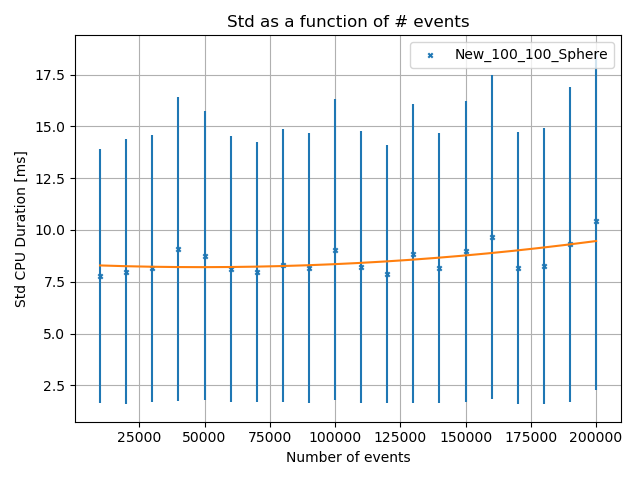 Std as a function of # events
New_100_100_Sphere
17.5
15.0
12.5
10.0
7.5
5.0
2.5
Std CPU Duration [ms]
25000 50000 75000 100000 125000 150000 175000 200000
Number of events